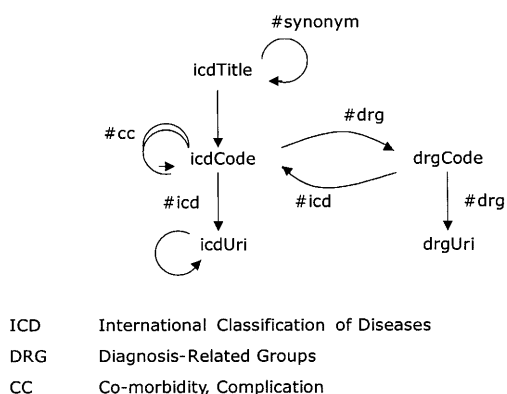 #synonym
icdTitle
#drg
#cc
icdCode
drgCode
#icd
#icd
#drg
icdUri
drgUri
ICD International Classification of Diseases
DRG Diagnosis-Related Groups
CC Co-morbidity, Complication